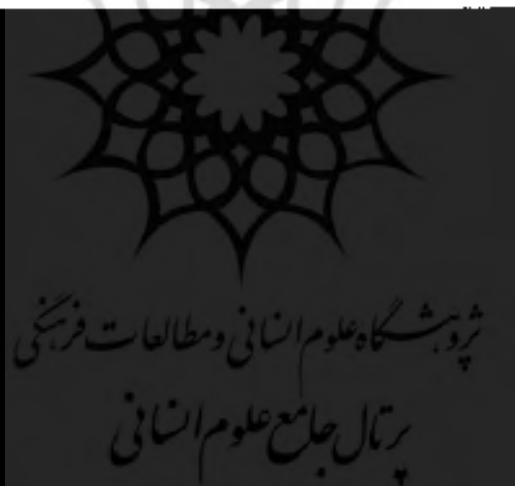 پژوهشگاه علوم انسانی و مطالعات فرهنگی
پرتال جامع علوم انسانی